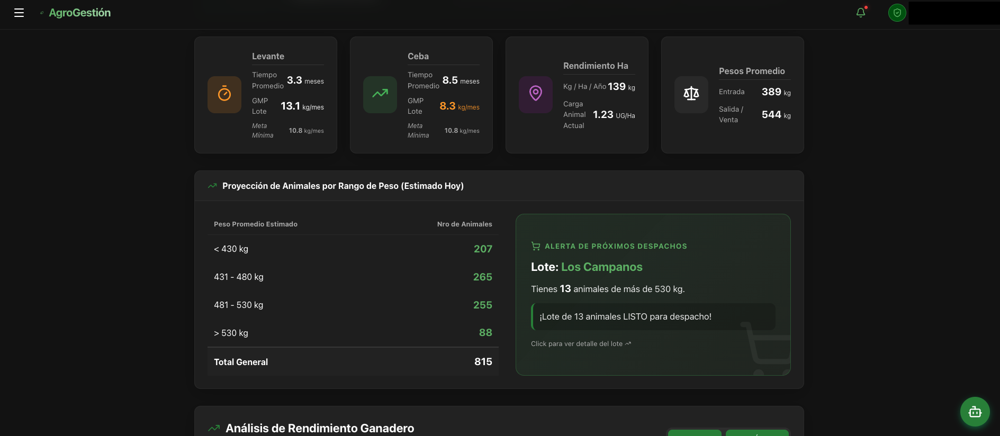 AgroGestión
Levante
Tiempo
Promedio
3.3 meses
GMP
Lote
13.1 kg/mes
Meta
Mínima
10.8 kg/mes
Ceba
Tiempo
Promedio
8.5 meses
GMP
Lote
8.3 kg/mes
Meta
Mínima
10.8 kg/mes
Rendimiento Ha
Kg / Ha / Año 139 kg
Carga
Animal
Actual
1.23 UG/Ha
Pesos Promedio
Entrada 389 kg
Salida /
Venta
544 kg
Proyección de Animales por Rango de Peso (Estimado Hoy)
Peso Promedio Estimado Nro de Animales
< 430 kg 207
431 - 480 kg 265
481 - 530 kg 255
> 530 kg 88
Total General 815
ALERTA DE PRÓXIMOS DESPACHOS
Lote: Los Campanos
Tienes 13 animales de más de 530 kg.
¡Lote de 13 animales LISTO para despacho!
Click para ver detalle del lote
Análisis de Rendimiento Ganadero